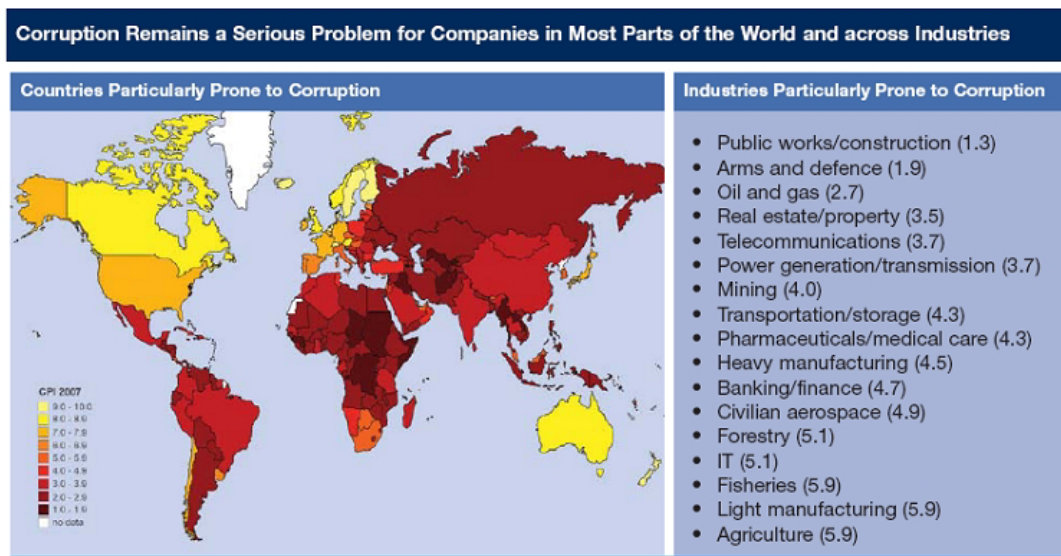 Corruption Remains a Serious Problem for Companies in Most Parts of the World and across Industries
Countries Particularly Prone to Corruption
CPI 2007
9.0 - 10.0
8.0 - 8.9
7.0 - 7.9
6.0 - 6.9
5.0 - 5.9
4.0 - 4.9
3.0 - 3.9
2.0 - 2.9
1.0 - 1.9
no data
Industries Particularly Prone to Corruption
• Public works/construction (1.3)
• Arms and defence (1.9)
• Oil and gas (2.7)
• Real estate/property (3.5)
• Telecommunications (3.7)
• Power generation/transmission (3.7)
• Mining (4.0)
• Transportation/storage (4.3)
• Pharmaceuticals/medical care (4.3)
• Heavy manufacturing (4.5)
• Banking/finance (4.7)
• Civilian aerospace (4.9)
• Forestry (5.1)
• IT (5.1)
• Fisheries (5.9)
• Light manufacturing (5.9)
• Agriculture (5.9)